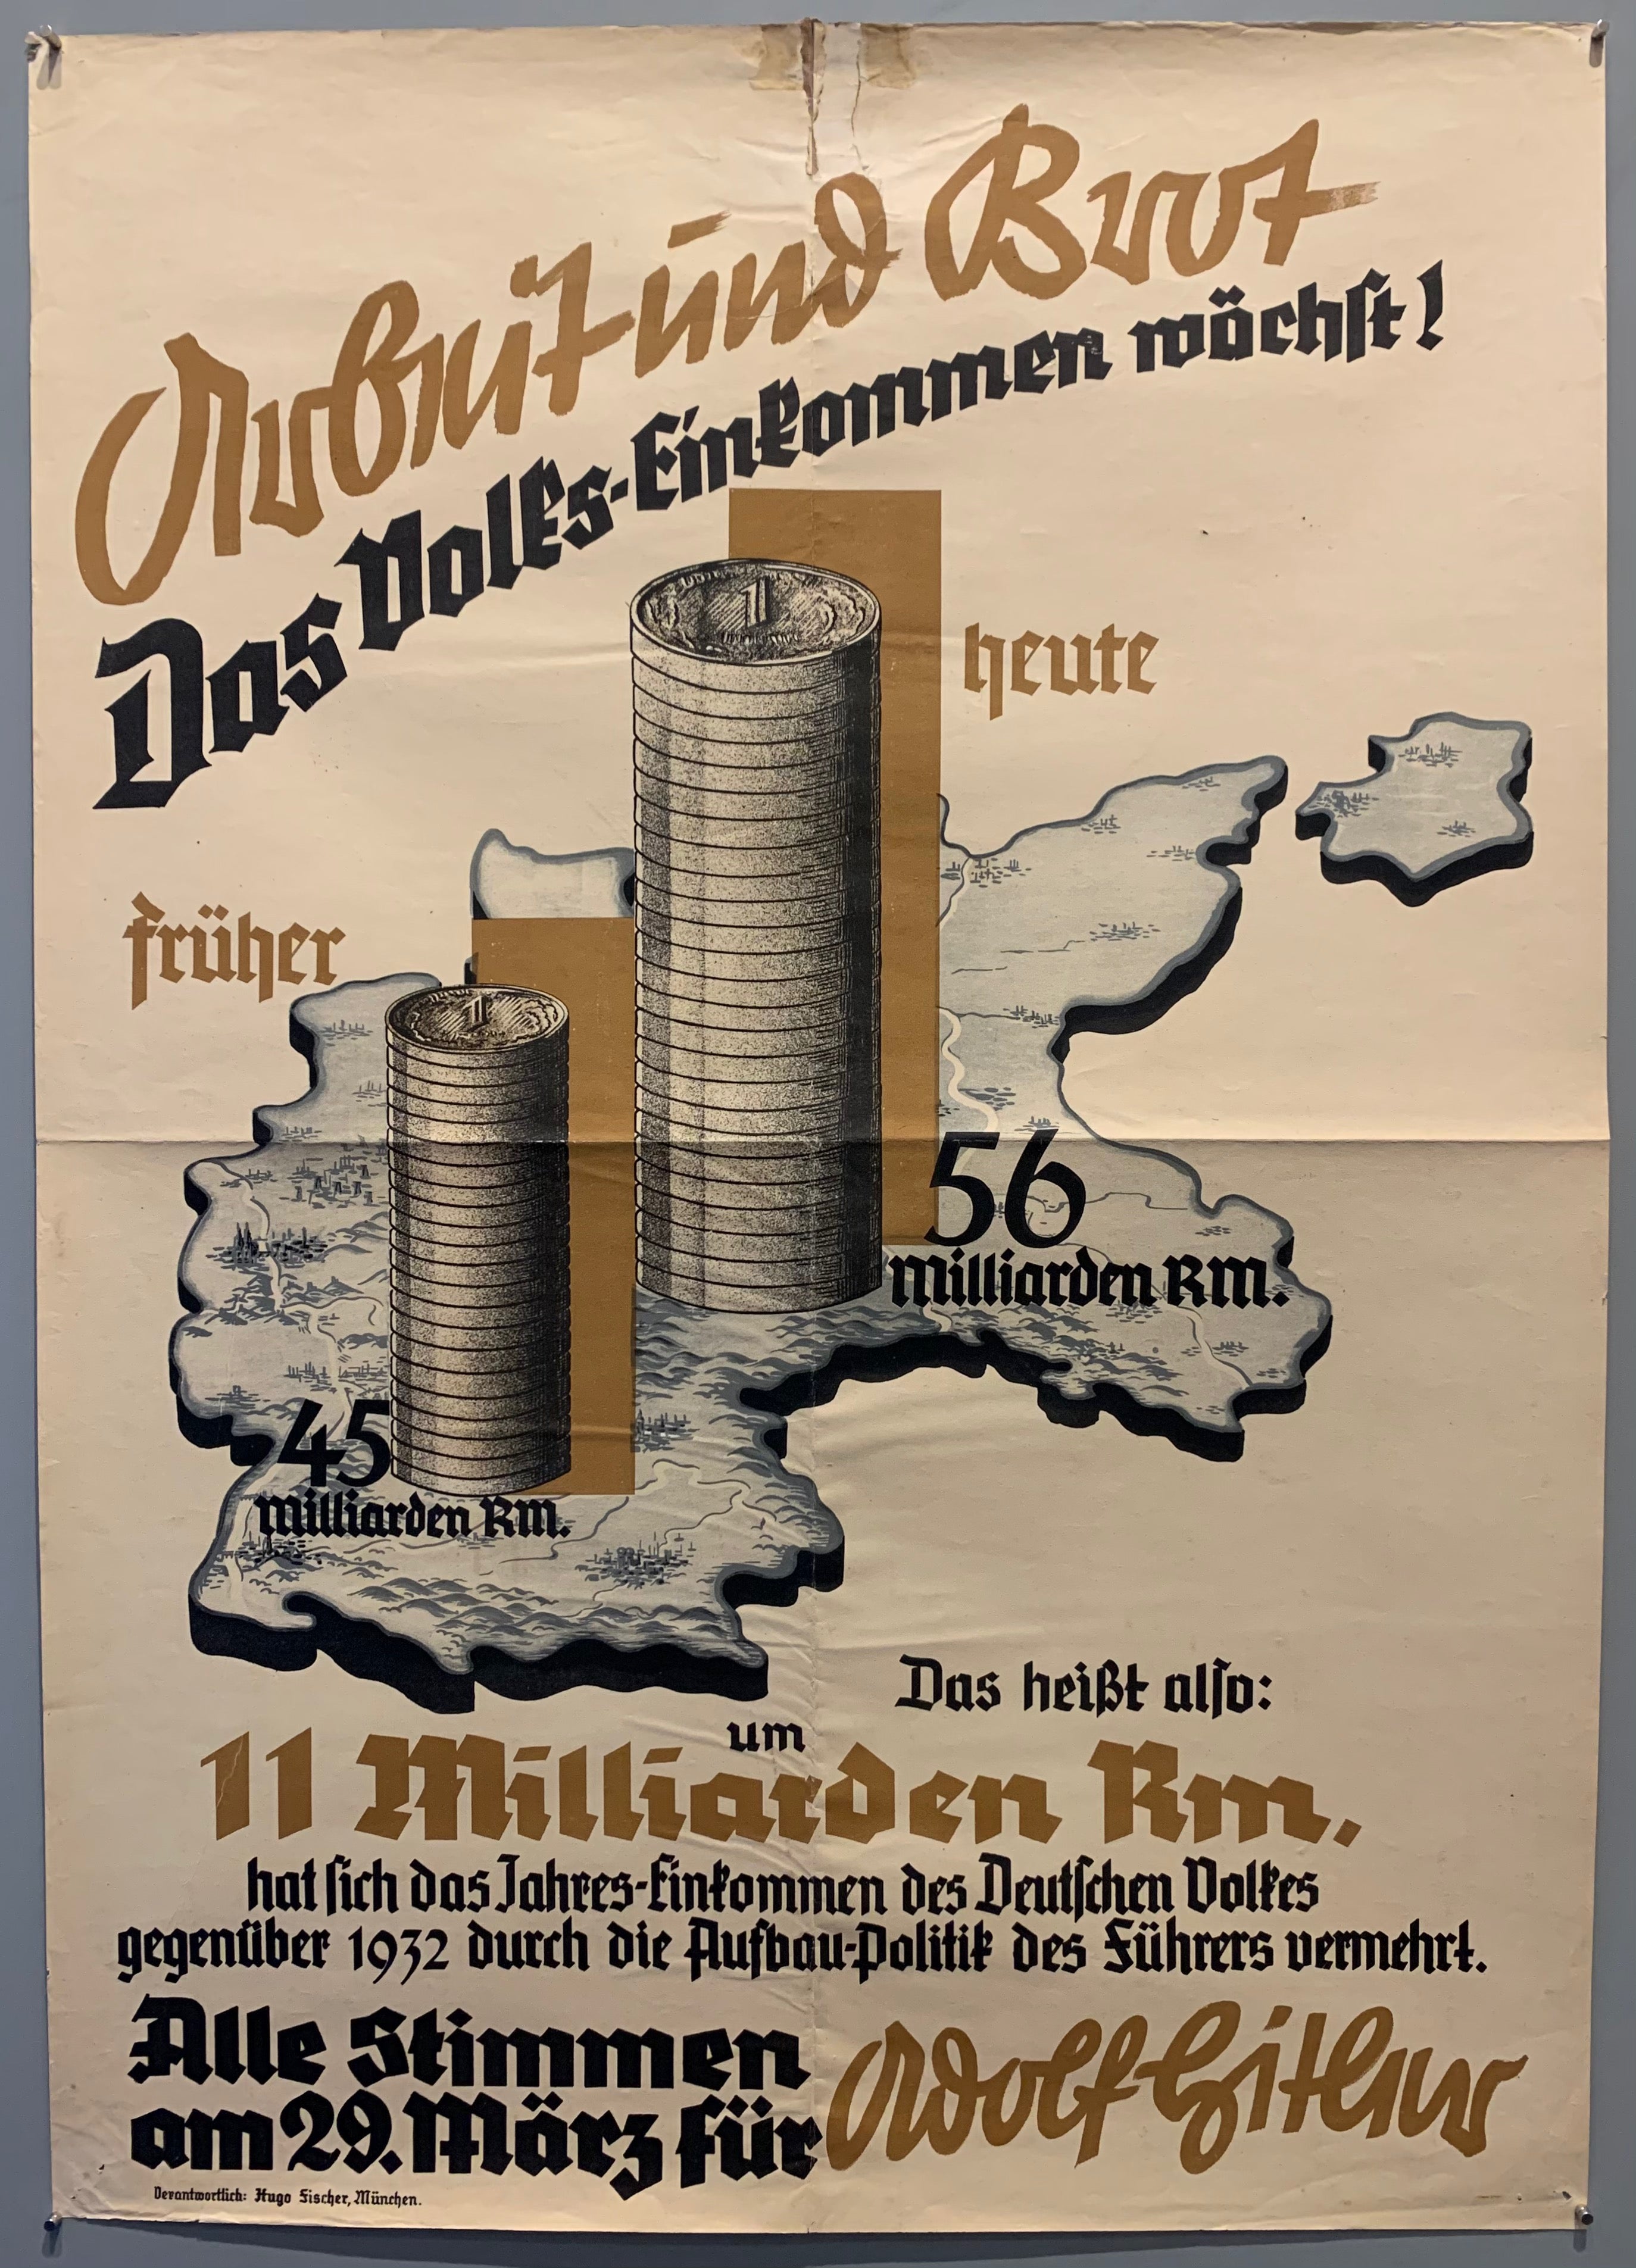 Arbeit und Brot
Das Volks-Einkommen wächſt!
heute
früher
56
Milliarden RM.
45
Milliarden RM.
Das heißt alſo:
um
11 Milliarden RM.
hat ſich das Jahres-Einkommen des Deutſchen Volkes
gegenüber 1932 durch die Aufbau-Politik des Führers vermehrt.
Alle Stimmen
am 29. März für Adolf Hitler
Verantwortlich: Hugo Fischer, München.
1
1